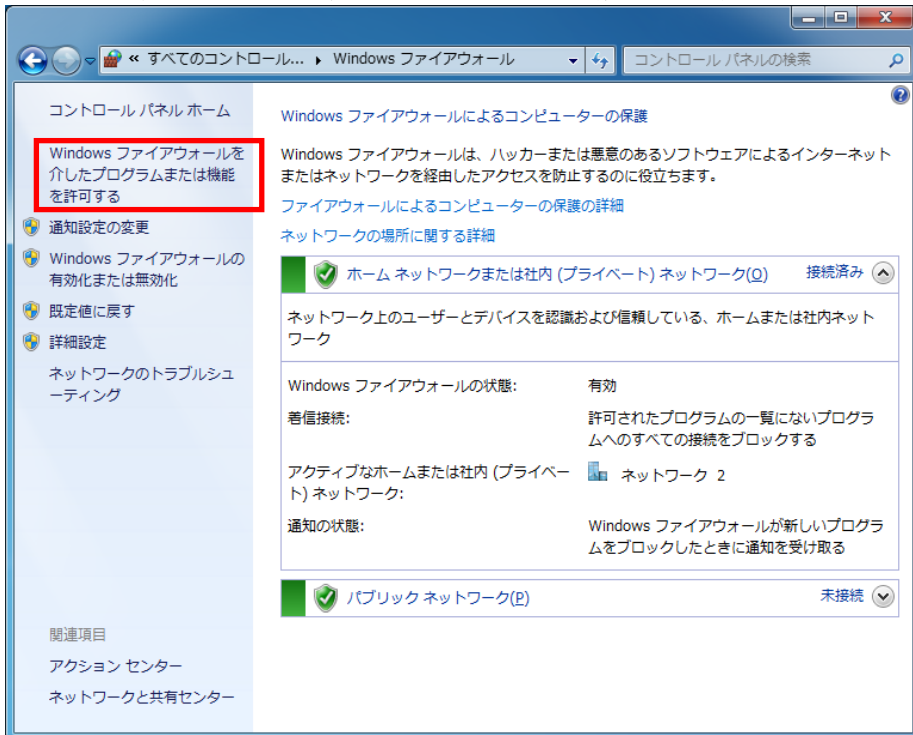 « すべてのコントロール... ▸ Windows ファイアウォール
コントロール パネルの検索
コントロール パネル ホーム
Windows ファイアウォールを
介したプログラムまたは機能
を許可する
通知設定の変更
Windows ファイアウォールの
有効化または無効化
既定値に戻す
詳細設定
ネットワークのトラブルシュ
ーティング
関連項目
アクション センター
ネットワークと共有センター
Windows ファイアウォールによるコンピューターの保護
Windows ファイアウォールは、ハッカーまたは悪意のあるソフトウェアによるインターネット
またはネットワークを経由したアクセスを防止するのに役立ちます。
ファイアウォールによるコンピューターの保護の詳細
ネットワークの場所に関する詳細
ホーム ネットワークまたは社内 (プライベート) ネットワーク(O) 接続済み
ネットワーク上のユーザーとデバイスを認識および信頼している、ホームまたは社内ネット
ワーク
Windows ファイアウォールの状態: 有効
着信接続: 許可されたプログラムの一覧にないプログラ
ムへのすべての接続をブロックする
アクティブなホームまたは社内 (プライベー
ト) ネットワーク:
ネットワーク 2
通知の状態: Windows ファイアウォールが新しいプログラ
ムをブロックしたときに通知を受け取る
パブリック ネットワーク(P) 未接続